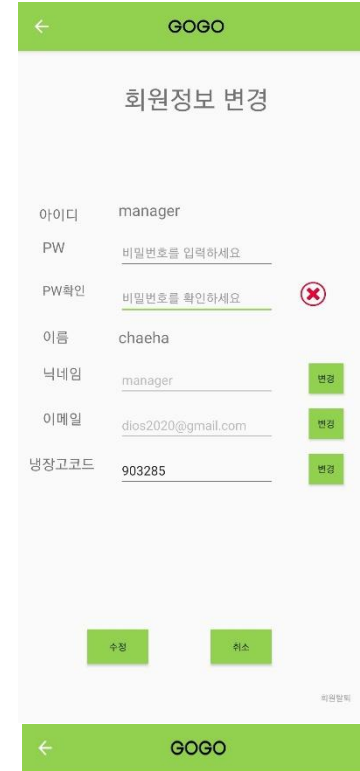 GOGO
회원정보 변경
아이디 manager
PW 비밀번호를 입력하세요
PW확인 비밀번호를 확인하세요
이름 chaeha
닉네임 manager 변경
이메일 dios2020@gmail.com 변경
냉장고코드 903285 변경
수정 취소
회원탈퇴
GOGO